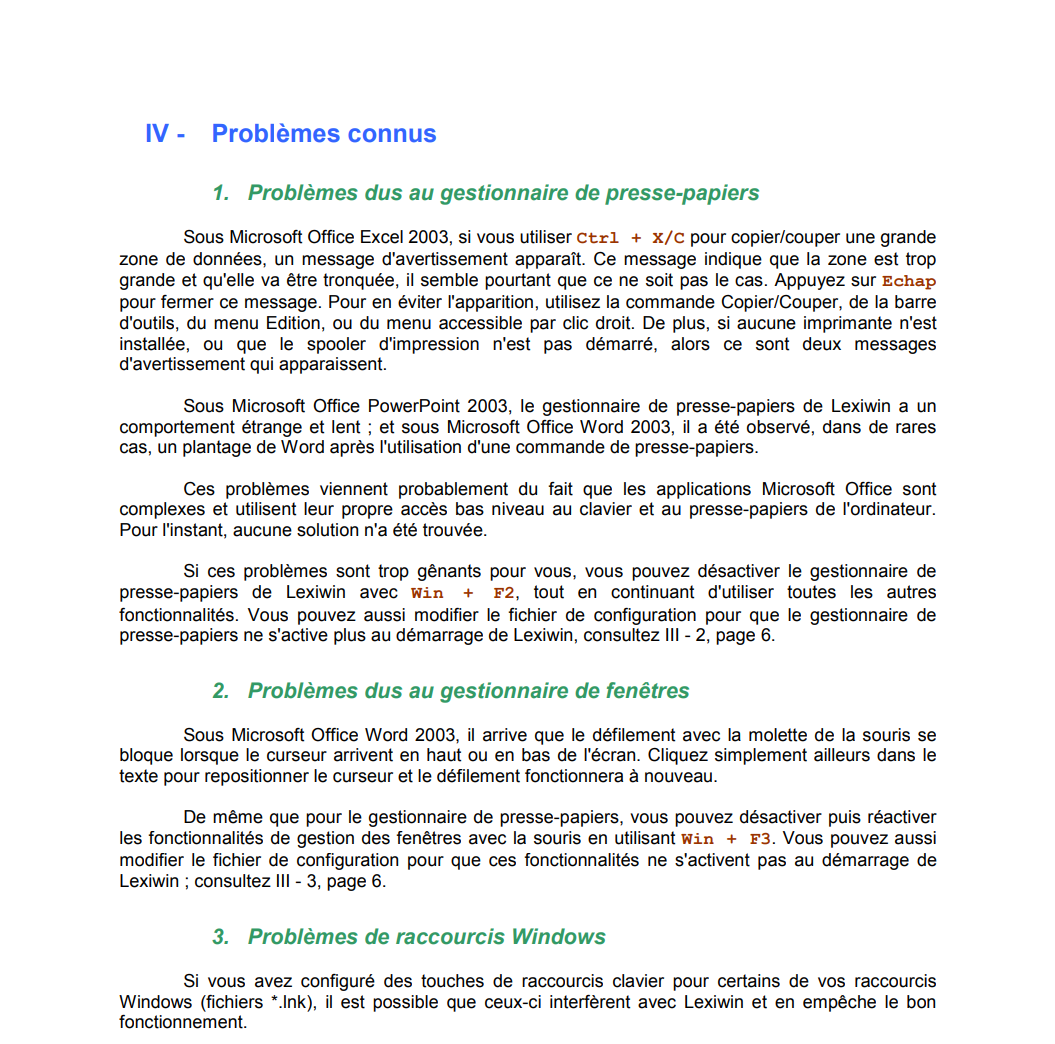 IV - Problèmes connus
1. Problèmes dus au gestionnaire de presse-papiers
Sous Microsoft Office Excel 2003, si vous utiliser Ctrl + X/C pour copier/couper une grande
zone de données, un message d'avertissement apparaît. Ce message indique que la zone est trop
grande et qu'elle va être tronquée, il semble pourtant que ce ne soit pas le cas. Appuyez sur Echap
pour fermer ce message. Pour en éviter l'apparition, utilisez la commande Copier/Couper, de la barre
d'outils, du menu Edition, ou du menu accessible par clic droit. De plus, si aucune imprimante n'est
installée, ou que le spooler d'impression n'est pas démarré, alors ce sont deux messages
d'avertissement qui apparaissent.
Sous Microsoft Office PowerPoint 2003, le gestionnaire de presse-papiers de Lexiwin a un
comportement étrange et lent ; et sous Microsoft Office Word 2003, il a été observé, dans de rares
cas, un plantage de Word après l'utilisation d'une commande de presse-papiers.
Ces problèmes viennent probablement du fait que les applications Microsoft Office sont
complexes et utilisent leur propre accès bas niveau au clavier et au presse-papiers de l'ordinateur.
Pour l'instant, aucune solution n'a été trouvée.
Si ces problèmes sont trop gênants pour vous, vous pouvez désactiver le gestionnaire de
presse-papiers de Lexiwin avec Win + F2, tout en continuant d'utiliser toutes les autres
fonctionnalités. Vous pouvez aussi modifier le fichier de configuration pour que le gestionnaire de
presse-papiers ne s'active plus au démarrage de Lexiwin, consultez III - 2, page 6.
2. Problèmes dus au gestionnaire de fenêtres
Sous Microsoft Office Word 2003, il arrive que le défilement avec la molette de la souris se
bloque lorsque le curseur arrivent en haut ou en bas de l'écran. Cliquez simplement ailleurs dans le
texte pour repositionner le curseur et le défilement fonctionnera à nouveau.
De même que pour le gestionnaire de presse-papiers, vous pouvez désactiver puis réactiver
les fonctionnalités de gestion des fenêtres avec la souris en utilisant Win + F3. Vous pouvez aussi
modifier le fichier de configuration pour que ces fonctionnalités ne s'activent pas au démarrage de
Lexiwin ; consultez III - 3, page 6.
3. Problèmes de raccourcis Windows
Si vous avez configuré des touches de raccourcis clavier pour certains de vos raccourcis
Windows (fichiers *.lnk), il est possible que ceux-ci interfèrent avec Lexiwin et en empêche le bon
fonctionnement.